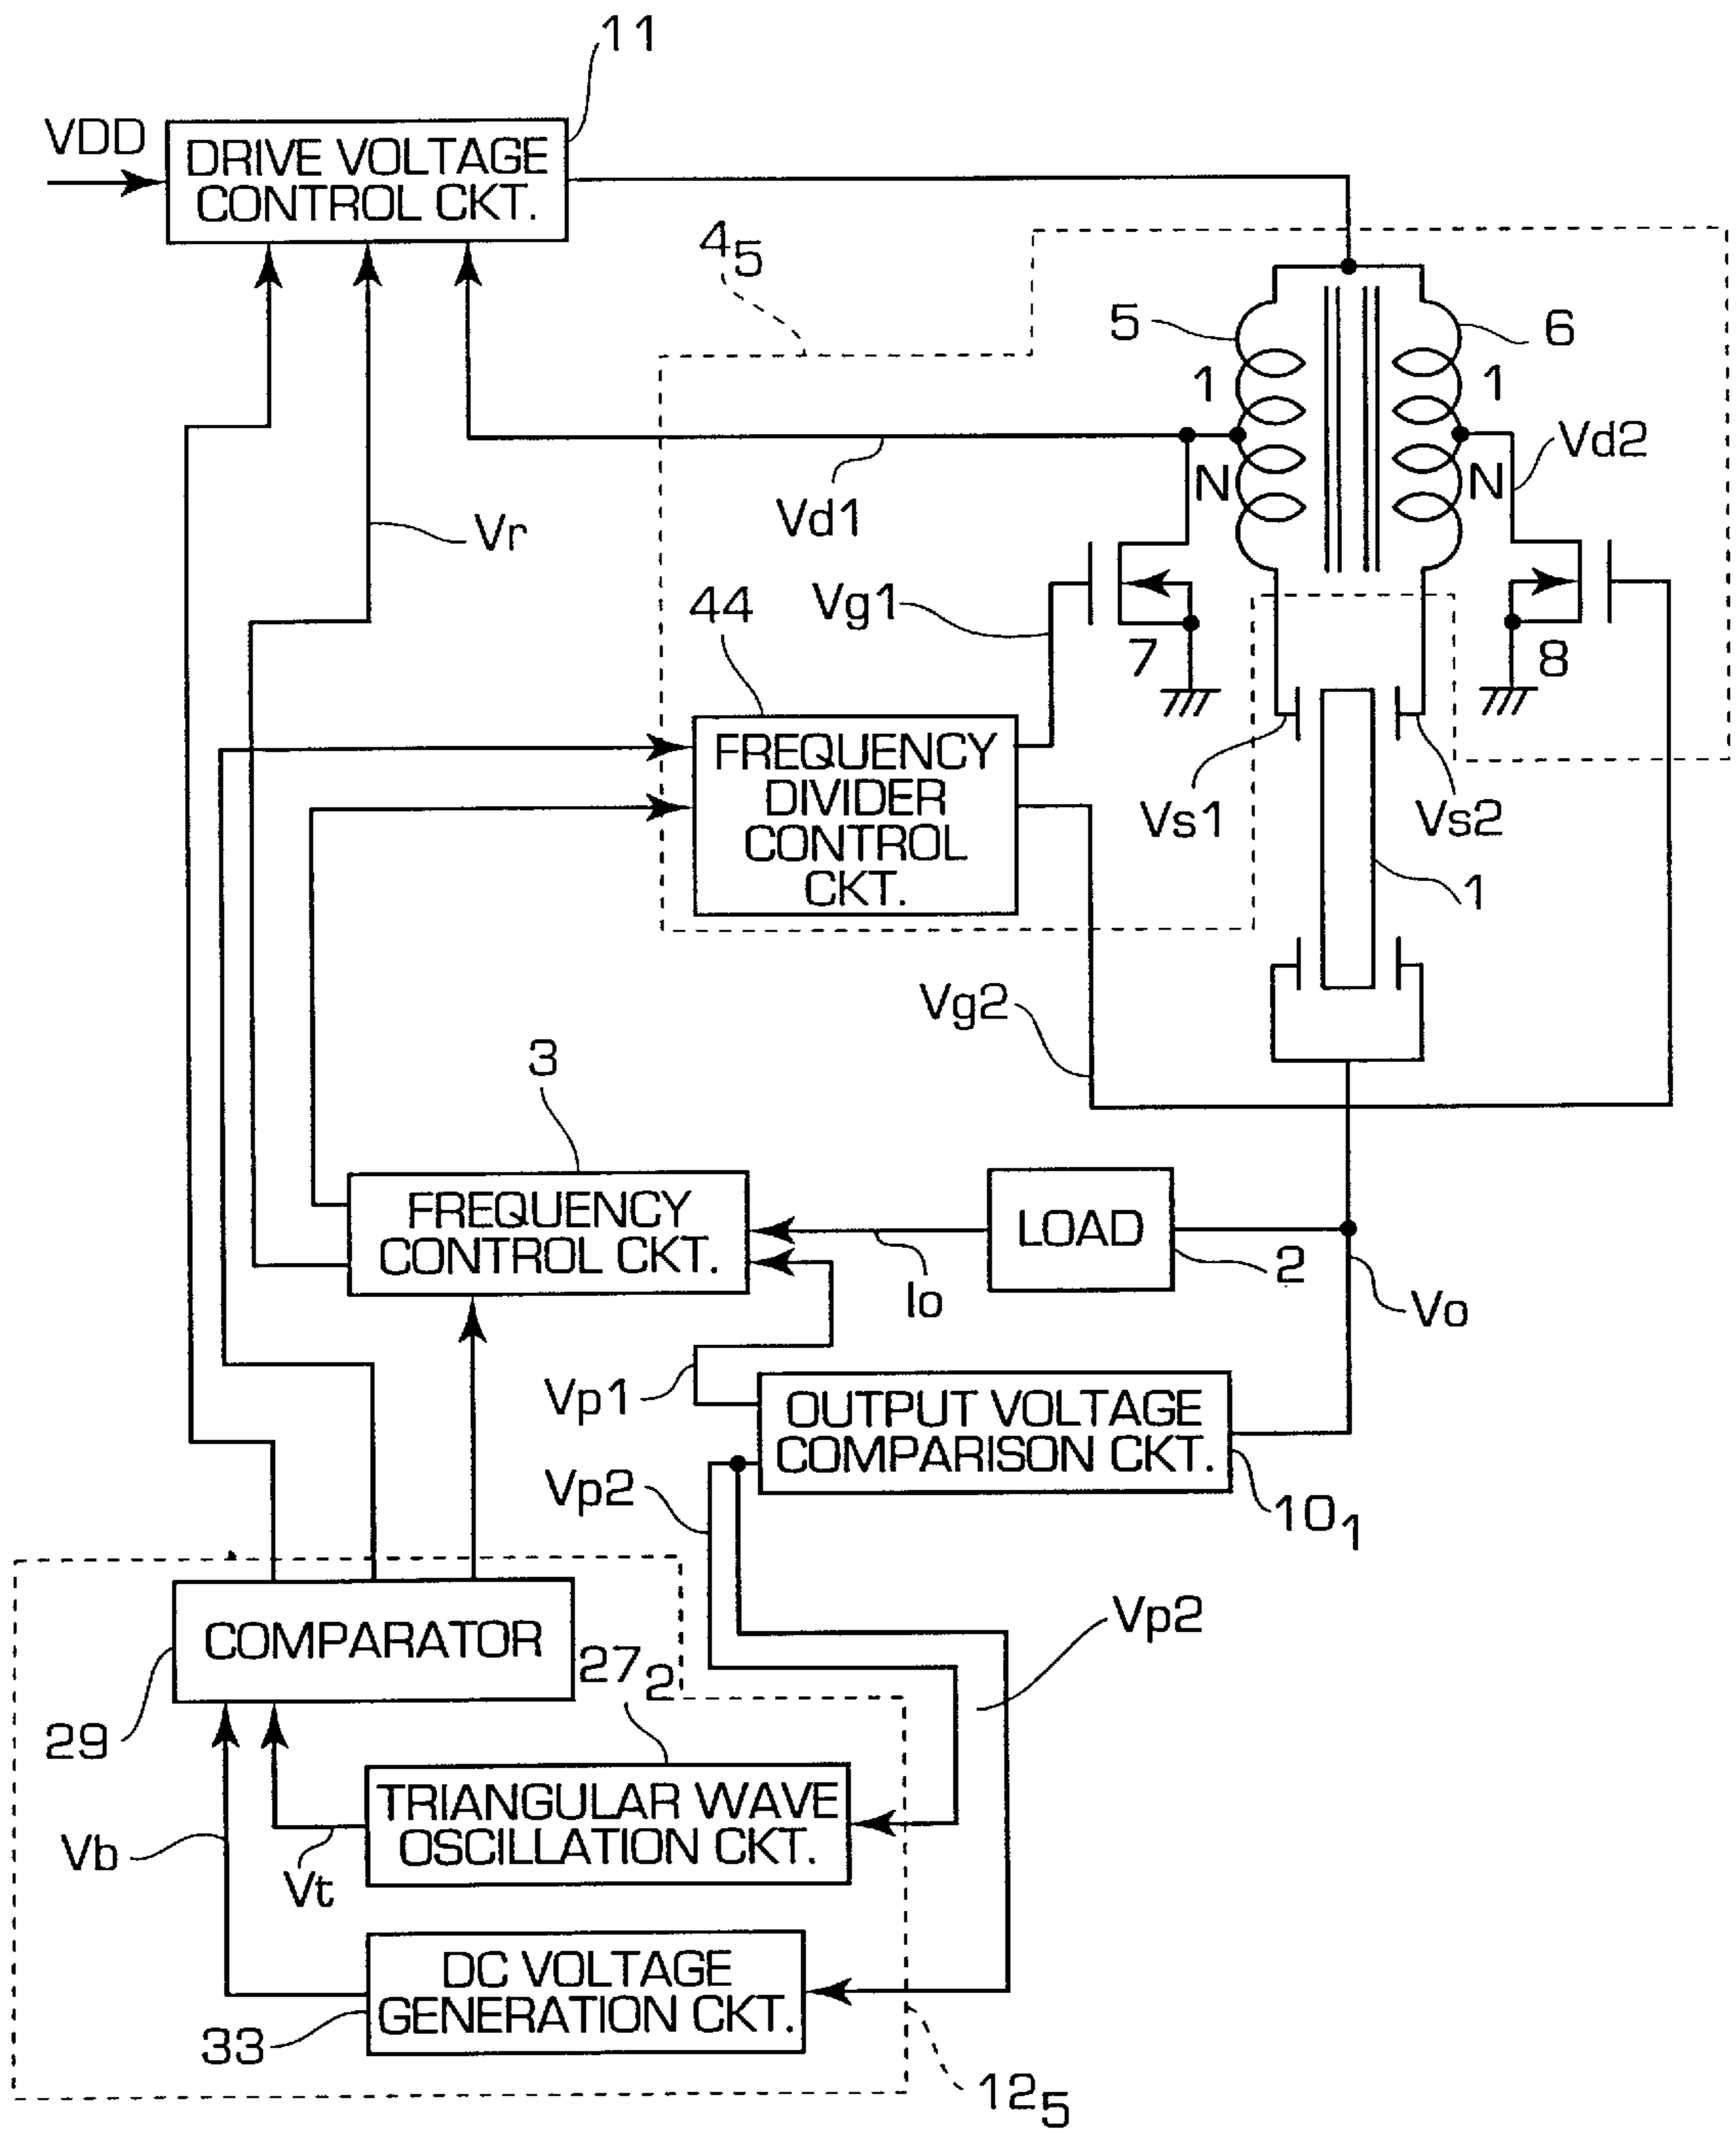 11
VDD
DRIVE VOLTAGE
CONTROL CKT.
4₅
5
6
1
1
Vd2
N
N
Vd1
Vr
Vg1
44
7
8
FREQUENCY
DIVIDER
CONTROL
CKT.
Vs1
Vs2
1
Vg2
3
FREQUENCY
CONTROL CKT.
LOAD
2
Io
Vo
Vp1
OUTPUT VOLTAGE
COMPARISON CKT.
Vp2
10₁
Vp2
COMPARATOR
27₂
29
TRIANGULAR WAVE
OSCILLATION CKT.
Vb
Vt
DC VOLTAGE
GENERATION CKT.
33
12₅